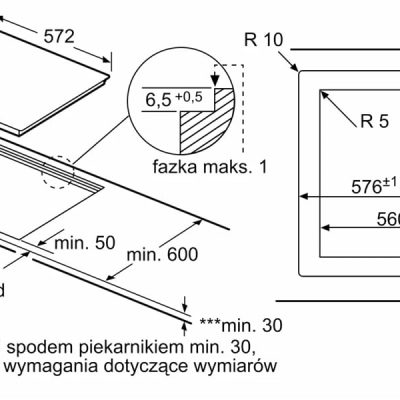 572
R 10
6,5 +0,5
R 5
fazka maks. 1
576±1
560
min. 50
min. 600
***min. 30
spodem piekarnikiem min. 30,
wymagania dotyczące wymiarów